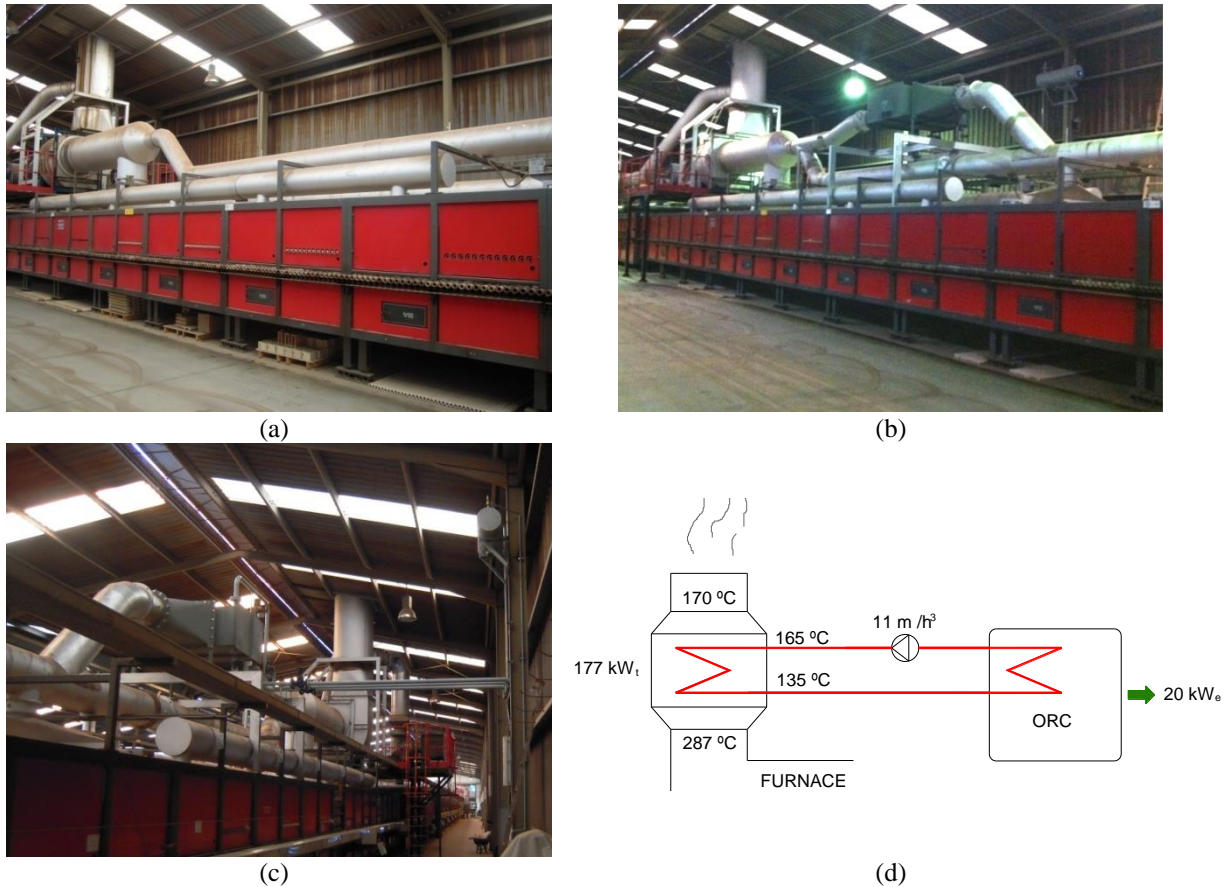 (a)
(b)
(c)
170 ºC
165 ºC
11 m /h³
177 kWt
135 ºC
20 kWe
ORC
287 ºC
FURNACE
(d)